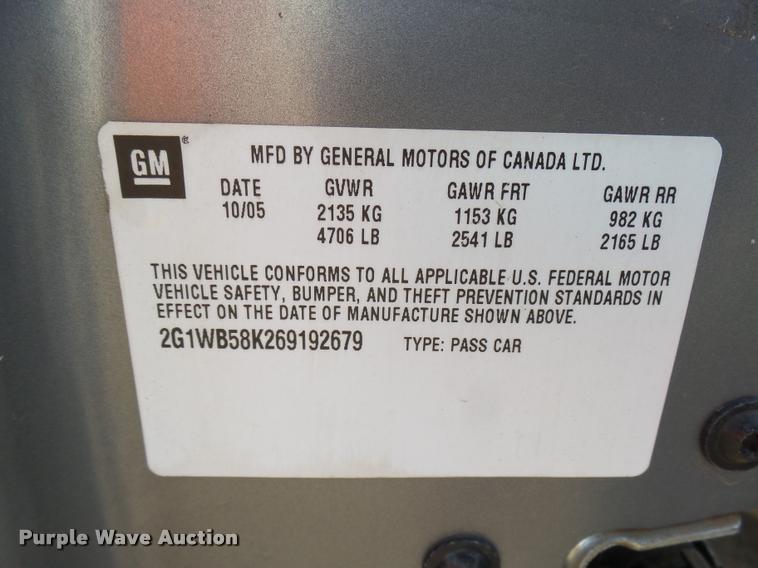 GM ®
MFD BY GENERAL MOTORS OF CANADA LTD.
DATE GVWR GAWR FRT GAWR RR
10/05 2135 KG 1153 KG 982 KG
4706 LB 2541 LB 2165 LB
THIS VEHICLE CONFORMS TO ALL APPLICABLE U.S. FEDERAL MOTOR
VEHICLE SAFETY, BUMPER, AND THEFT PREVENTION STANDARDS IN
EFFECT ON THE DATE OF MANUFACTURE SHOWN ABOVE.
2G1WB58K269192679 TYPE: PASS CAR
Purple Wave Auction